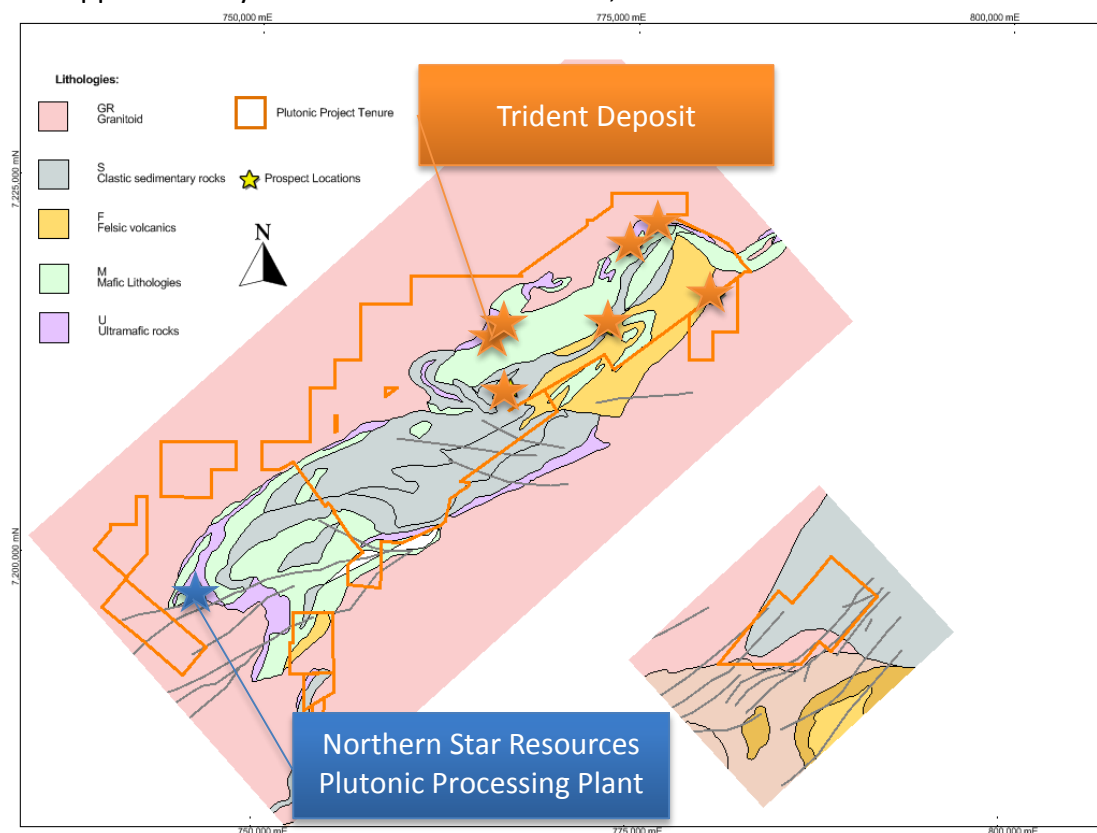 750,000 mE
775,000 mE
800,000 mE
Lithologies:
GR
Granitoid
Plutonic Project Tenure
Trident Deposit
S
Clastic sedimentary rocks
Prospect Locations
7,225,000 mN
F
Felsic volcanics
N
M
Mafic Lithologies
U
Ultramafic rocks
7,200,000 mN
Northern Star Resources
Plutonic Processing Plant
750,000 mE
775,000 mE
800,000 mE